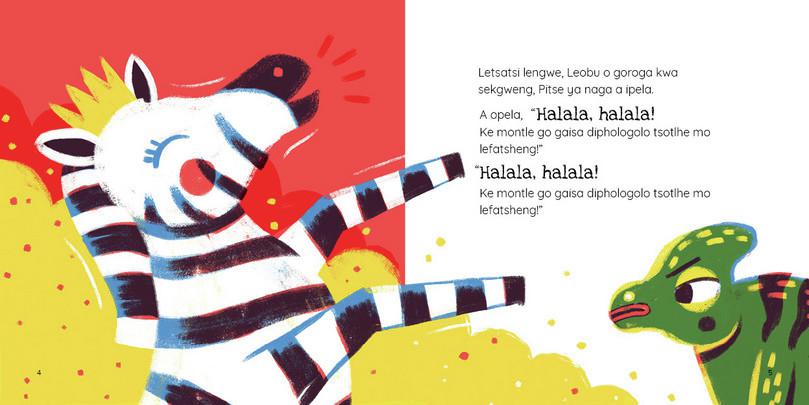 Letsatsi lengwe, Leobu o goroga kwa
sekgweng, Pitse ya naga a ipela.
A opela, “Halala, halala!
Ke montle go gaisa diphologolo tsotlhe mo
lefatsheng!”
“Halala, halala!
Ke montle go gaisa diphologolo tsotlhe mo
lefatsheng!”
4
5